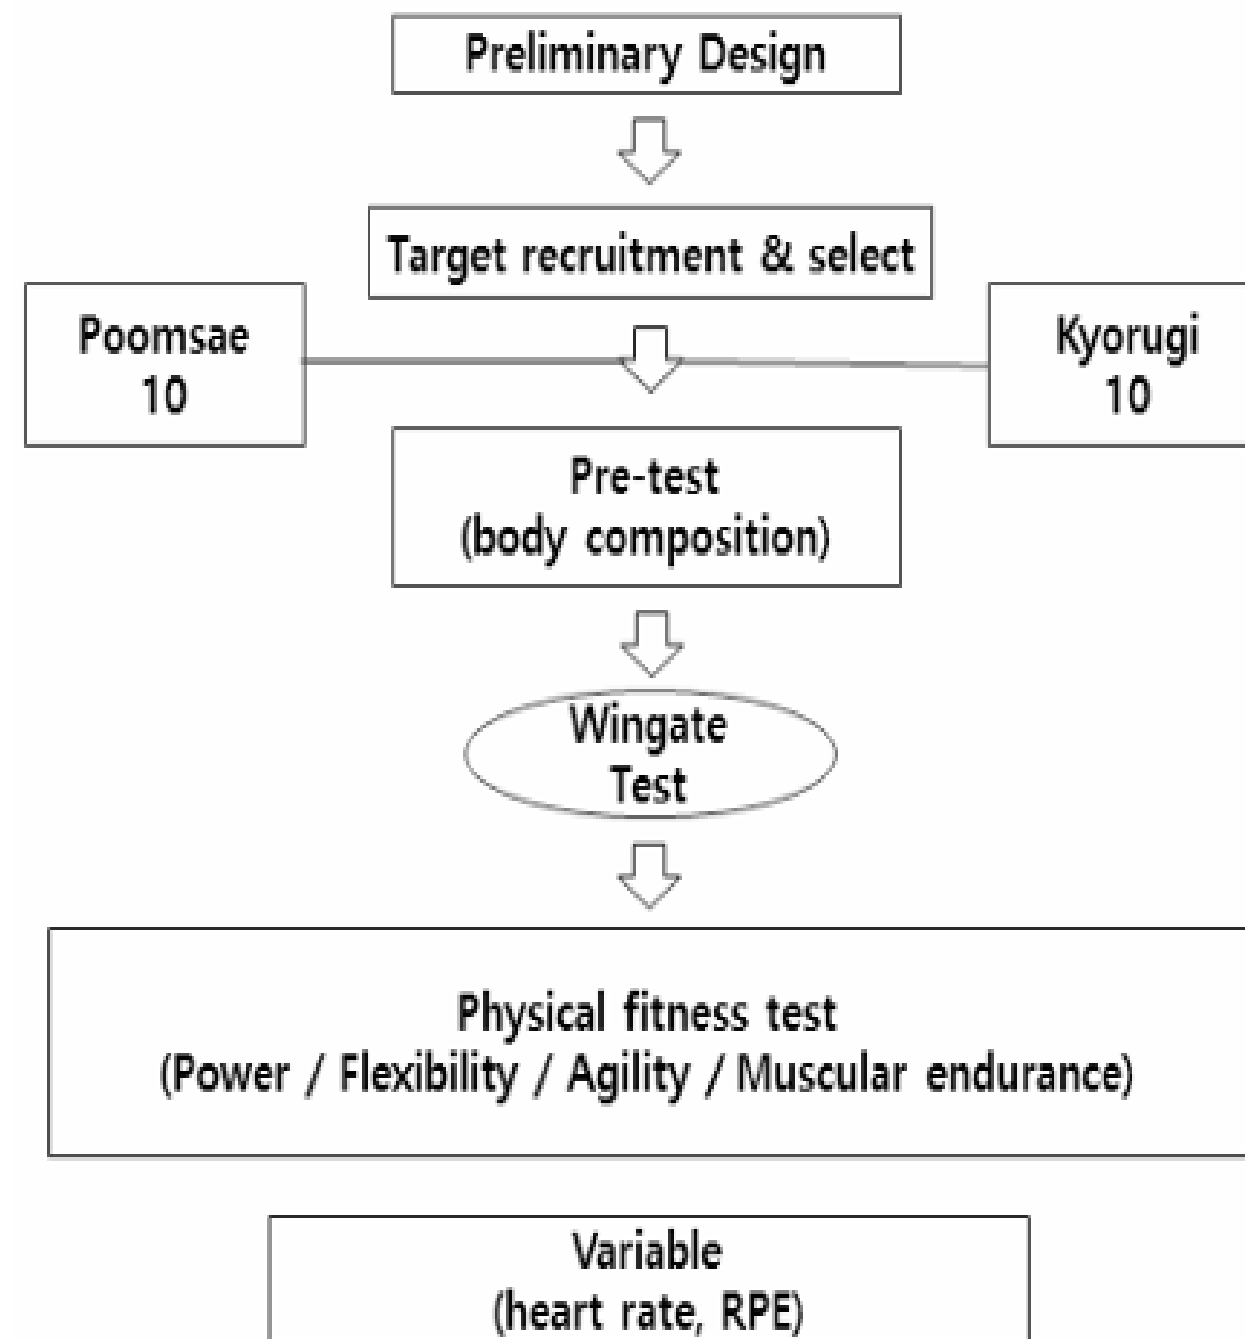 Preliminary Design
Target recruitment & select
Poomsae
10
Kyorugi
10
Pre-test
(body composition)
Wingate
Test
Physical fitness test
(Power / Flexibility / Agility / Muscular endurance)
Variable
(heart rate, RPE)